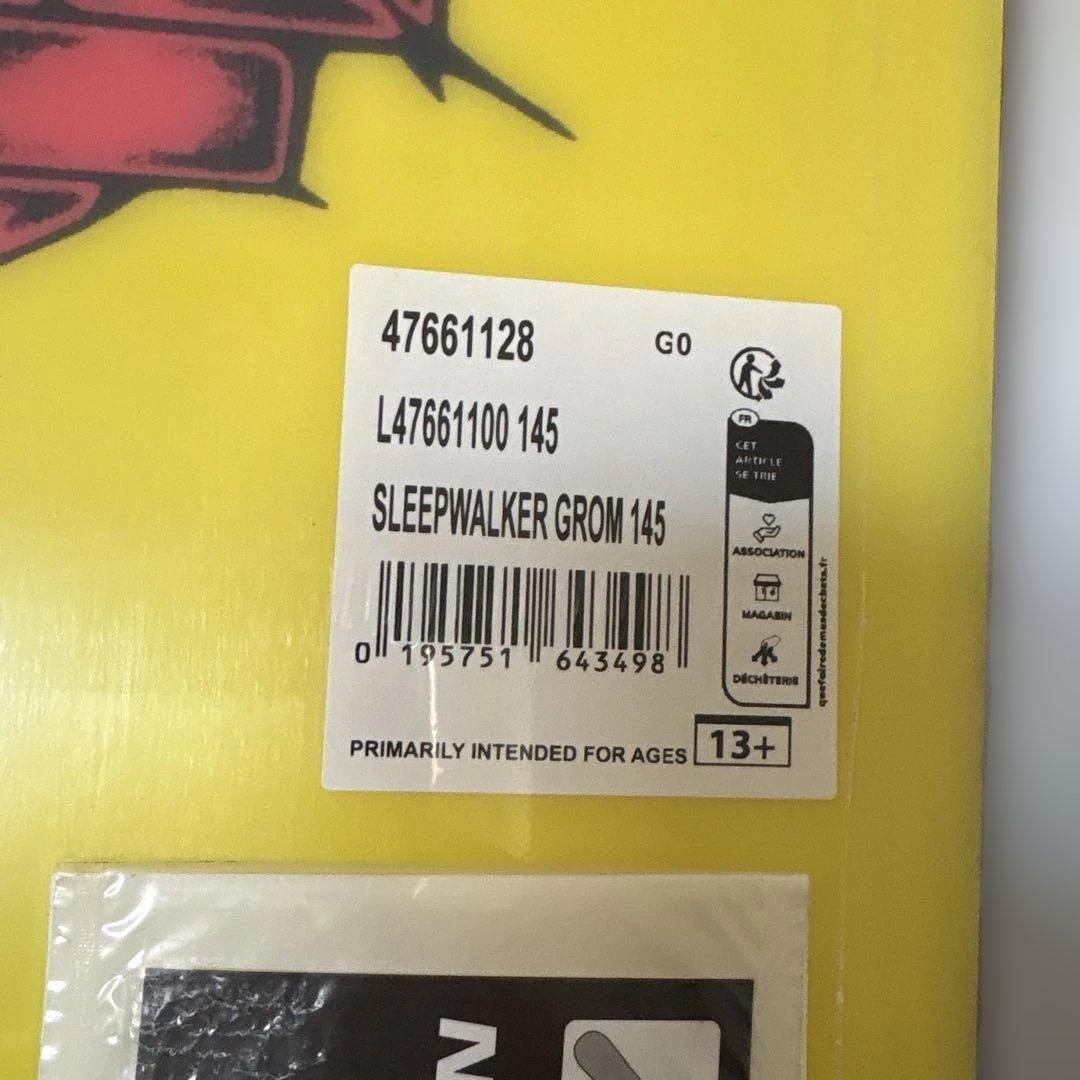 47661128
G0
L47661100 145
SLEEPWALKER GROM 145
0 195751 643498
FR
CET
ARTICLE
SE TRIE
ASSOCIATION
MAGASIN
DÉCHÈTERIE
quefairedemesdechets.fr
PRIMARILY INTENDED FOR AGES 13+
N